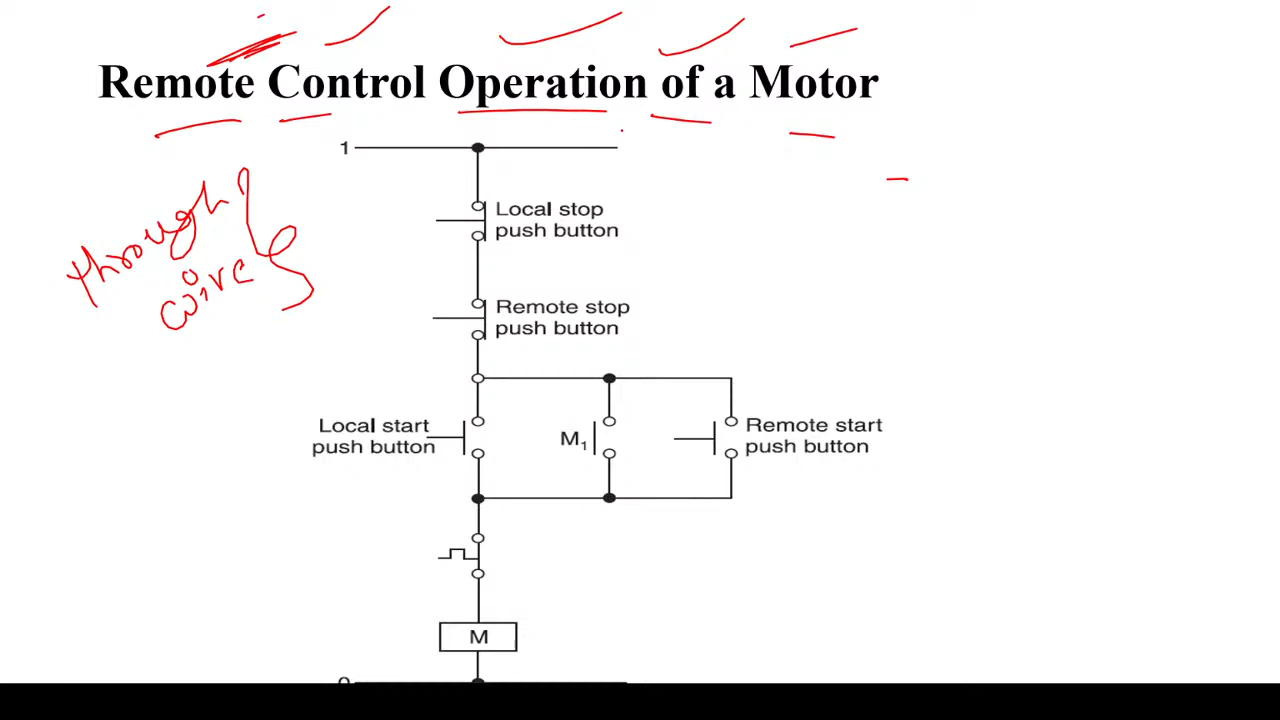 Remote Control Operation of a Motor
1
through
wire
Local stop
push button
Remote stop
push button
Local start
push button
M1
Remote start
push button
M
0